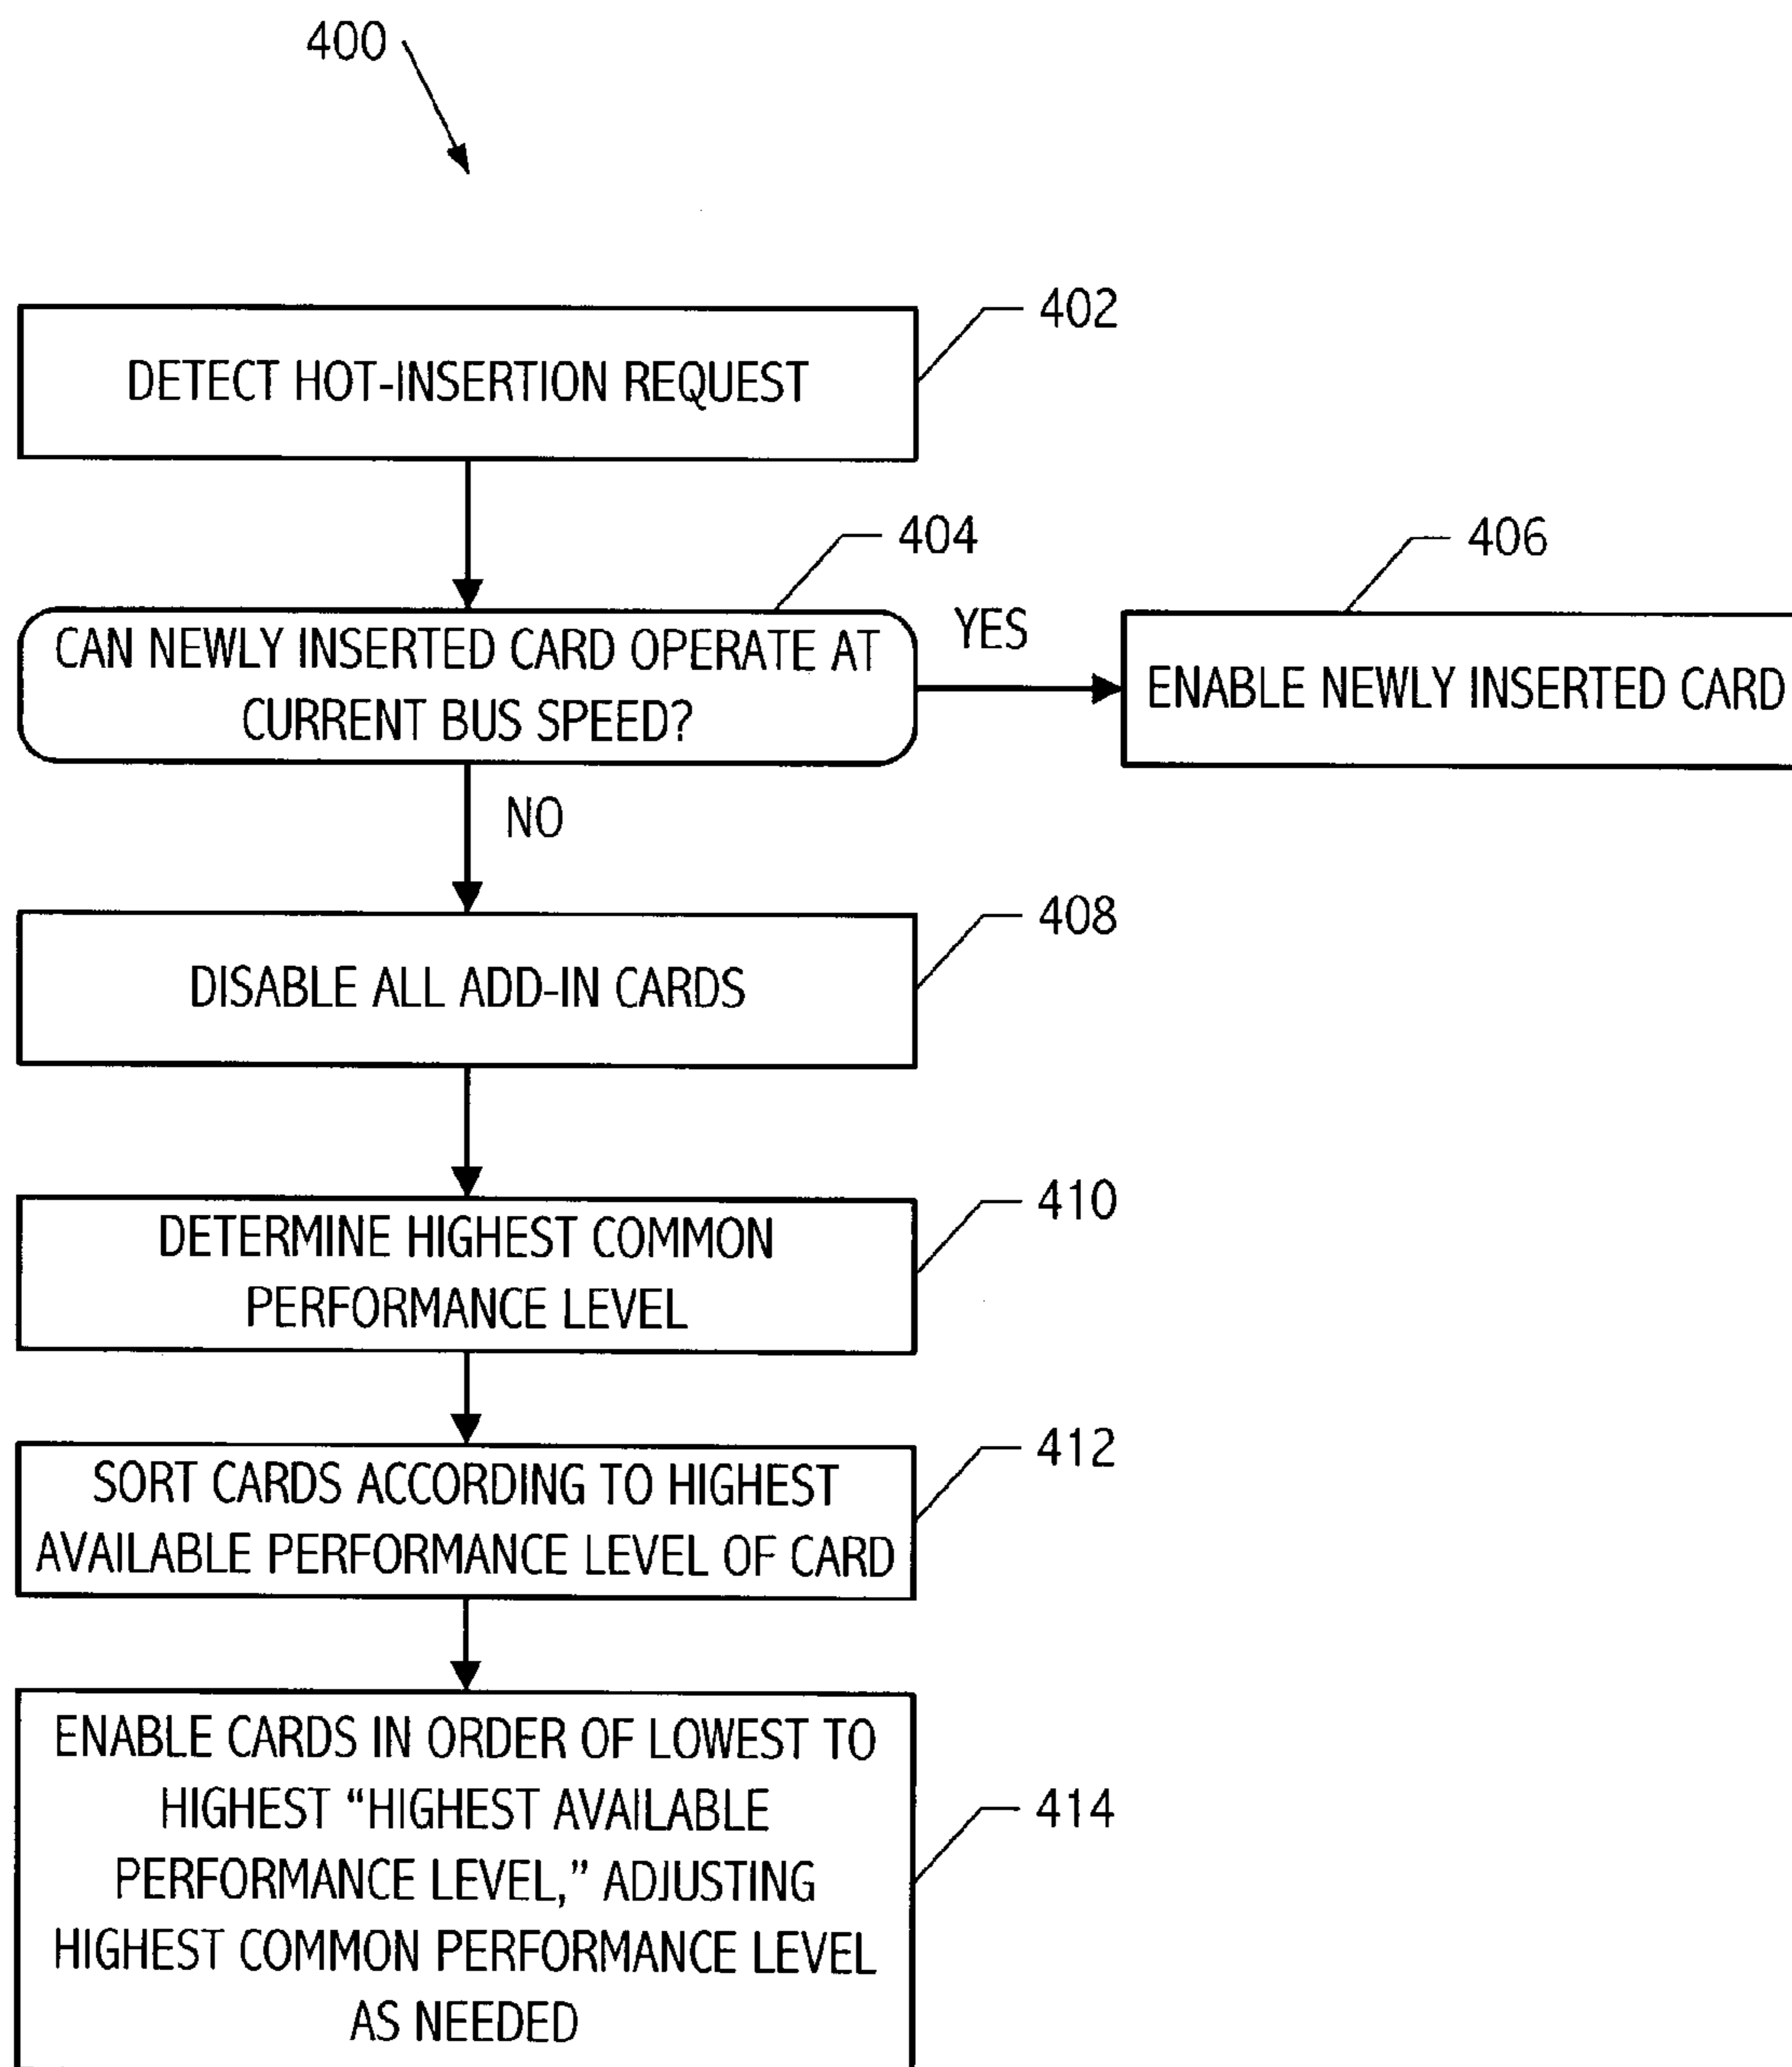 400
402
DETECT HOT-INSERTION REQUEST
404
406
CAN NEWLY INSERTED CARD OPERATE AT
CURRENT BUS SPEED?
YES
ENABLE NEWLY INSERTED CARD
NO
408
DISABLE ALL ADD-IN CARDS
410
DETERMINE HIGHEST COMMON
PERFORMANCE LEVEL
412
SORT CARDS ACCORDING TO HIGHEST
AVAILABLE PERFORMANCE LEVEL OF CARD
ENABLE CARDS IN ORDER OF LOWEST TO
HIGHEST “HIGHEST AVAILABLE
PERFORMANCE LEVEL,” ADJUSTING
HIGHEST COMMON PERFORMANCE LEVEL
AS NEEDED
414